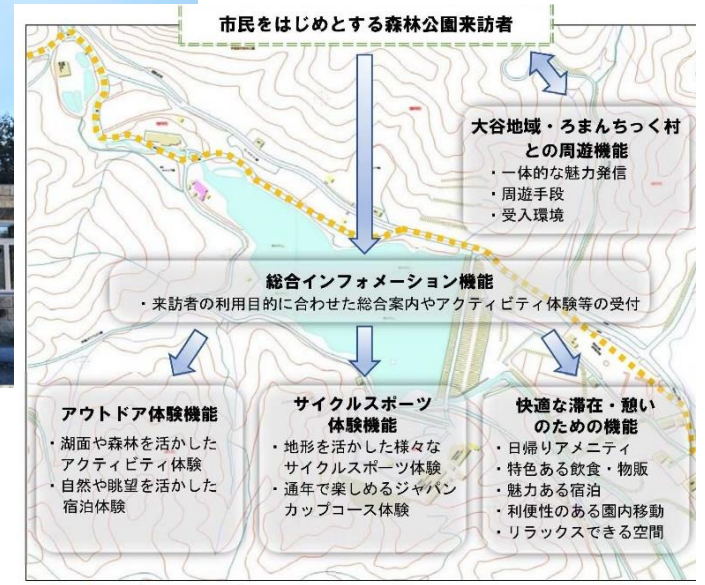 市民をはじめとする森林公園来訪者
大谷地域・ろまんちっく村
との周遊機能
・一体的な魅力発信
・周遊手段
・受入環境
総合インフォメーション機能
・来訪者の利用目的に合わせた総合案内やアクティビティ体験等の受付
アウトドア体験機能
・湖面や森林を活かした
アクティビティ体験
・自然や眺望を活かした
宿泊体験
サイクルスポーツ
体験機能
・地形を活かした様々な
サイクルスポーツ体験
・通年で楽しめるジャパン
カップコース体験
快適な滞在・憩い
のための機能
・日帰りアメニティ
・特色ある飲食・物販
・魅力ある宿泊
・利便性のある園内移動
・リラックスできる空間